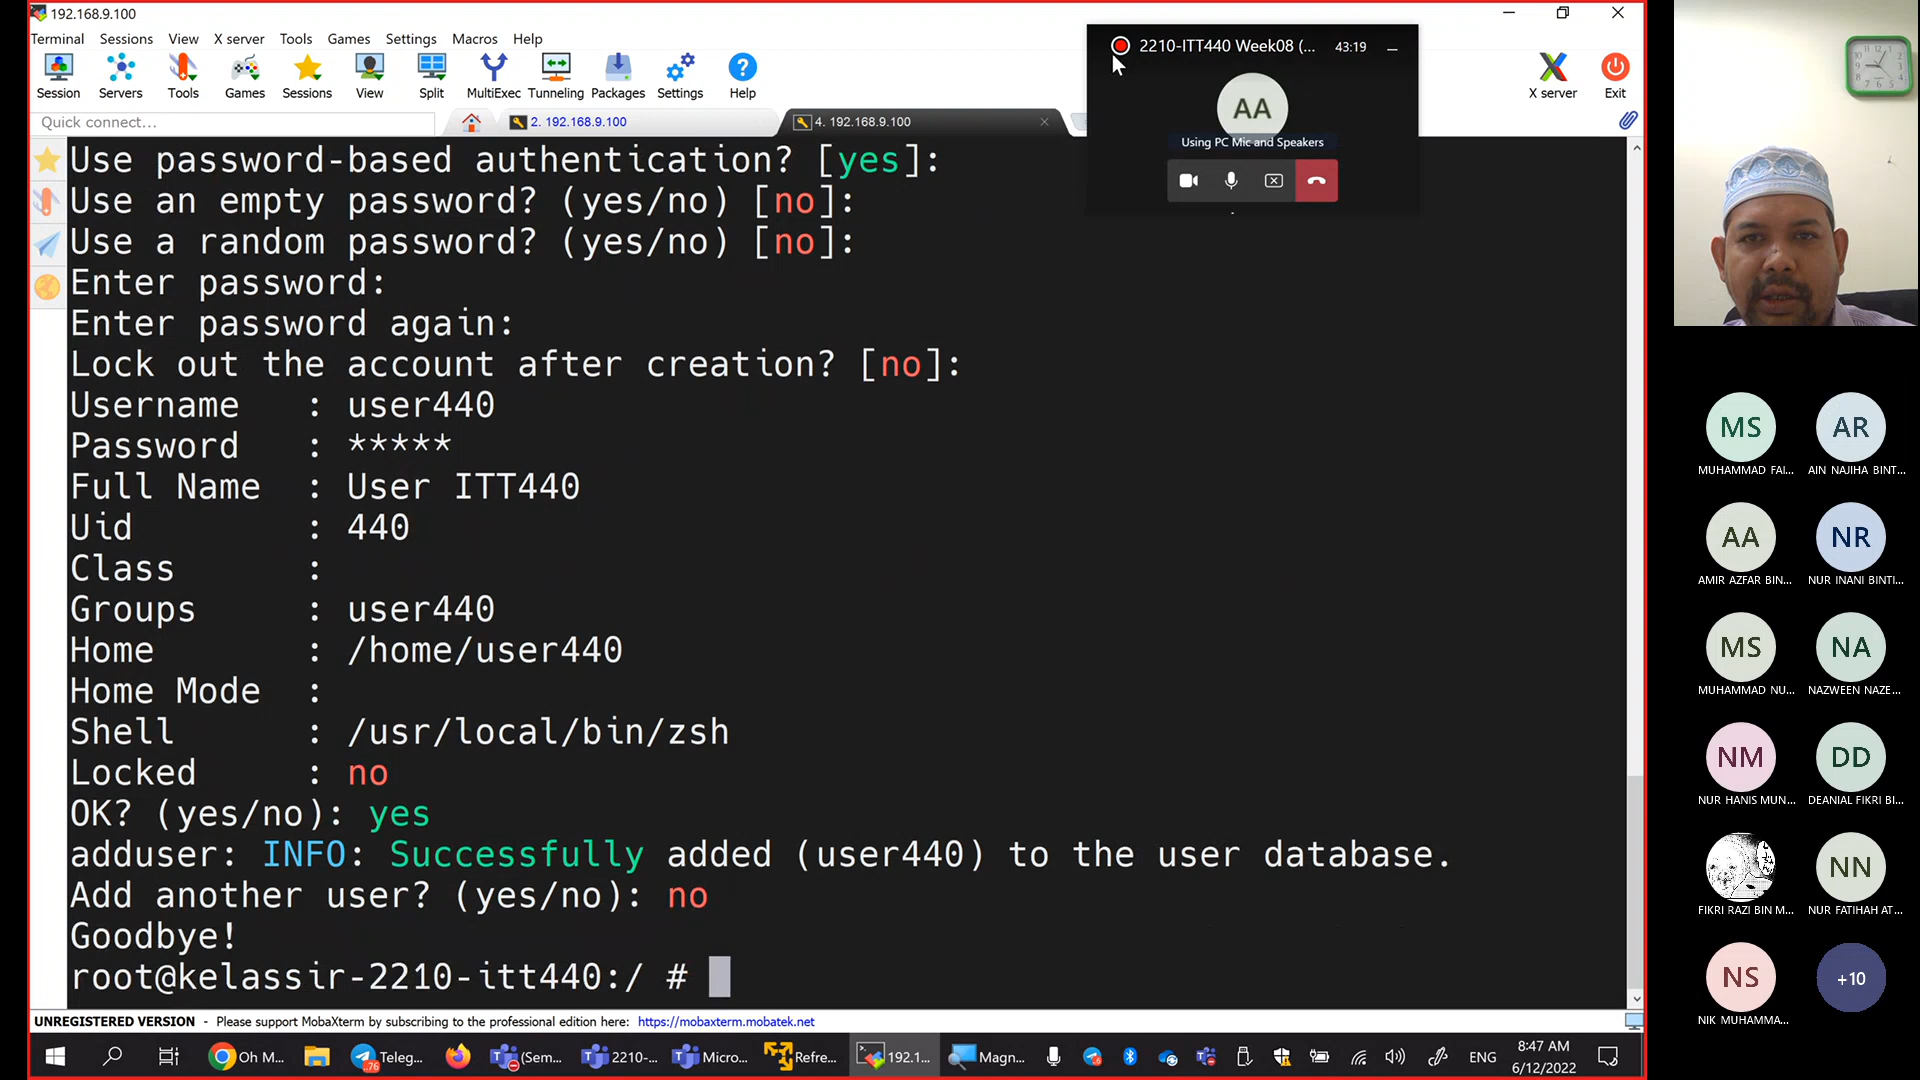 192.168.9.100
Terminal Sessions View X server Tools Games Settings Macros Help
Session Servers Tools Games Sessions View Split MultiExec Tunneling Packages Settings Help X server Exit
Quick connect...
2. 192.168.9.100
4. 192.168.9.100
2210-ITT440 Week08 (... 43:19
AA
Using PC Mic and Speakers
Use password-based authentication? [yes]:
Use an empty password? (yes/no) [no]:
Use a random password? (yes/no) [no]:
Enter password:
Enter password again:
Lock out the account after creation? [no]:
Username : user440
Password : *****
Full Name : User ITT440
Uid : 440
Class :
Groups : user440
Home : /home/user440
Home Mode :
Shell : /usr/local/bin/zsh
Locked : no
OK? (yes/no): yes
adduser: INFO: Successfully added (user440) to the user database.
Add another user? (yes/no): no
Goodbye!
root@kelassir-2210-itt440:/ #
UNREGISTERED VERSION - Please support MobaXterm by subscribing to the professional edition here: https://mobaxterm.mobatek.net
Oh M... Teleg... (Sem... 2210-... Micro... Refre... 192.1... Magn... ENG
8:47 AM
6/12/2022
MS AR
MUHAMMAD FAI... AIN NAJIHA BINT...
AA NR
AMIR AZFAR BIN... NUR INANI BINTI...
MS NA
MUHAMMAD NU... NAZWEEN NAZE...
NM DD
NUR HANIS MUN... DEANIAL FIKRI BI...
NN
FIKRI RAZI BIN M... NUR FATIHAH AT...
NS +10
NIK MUHAMMA...